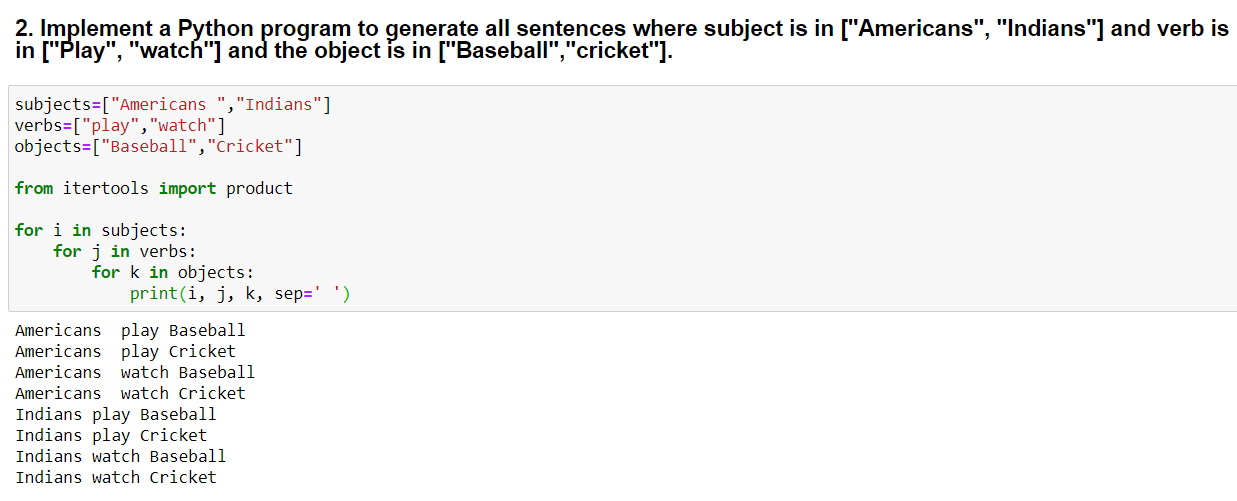 2. Implement a Python program to generate all sentences where subject is in ["Americans", "Indians"] and verb is
in ["Play", "watch"] and the object is in ["Baseball","cricket"].
subjects=["Americans ","Indians"]
verbs=["play","watch"]
objects=["Baseball","Cricket"]
from itertools import product
for i in subjects:
    for j in verbs:
        for k in objects:
            print(i, j, k, sep=' ')
Americans  play Baseball
Americans  play Cricket
Americans  watch Baseball
Americans  watch Cricket
Indians play Baseball
Indians play Cricket
Indians watch Baseball
Indians watch Cricket